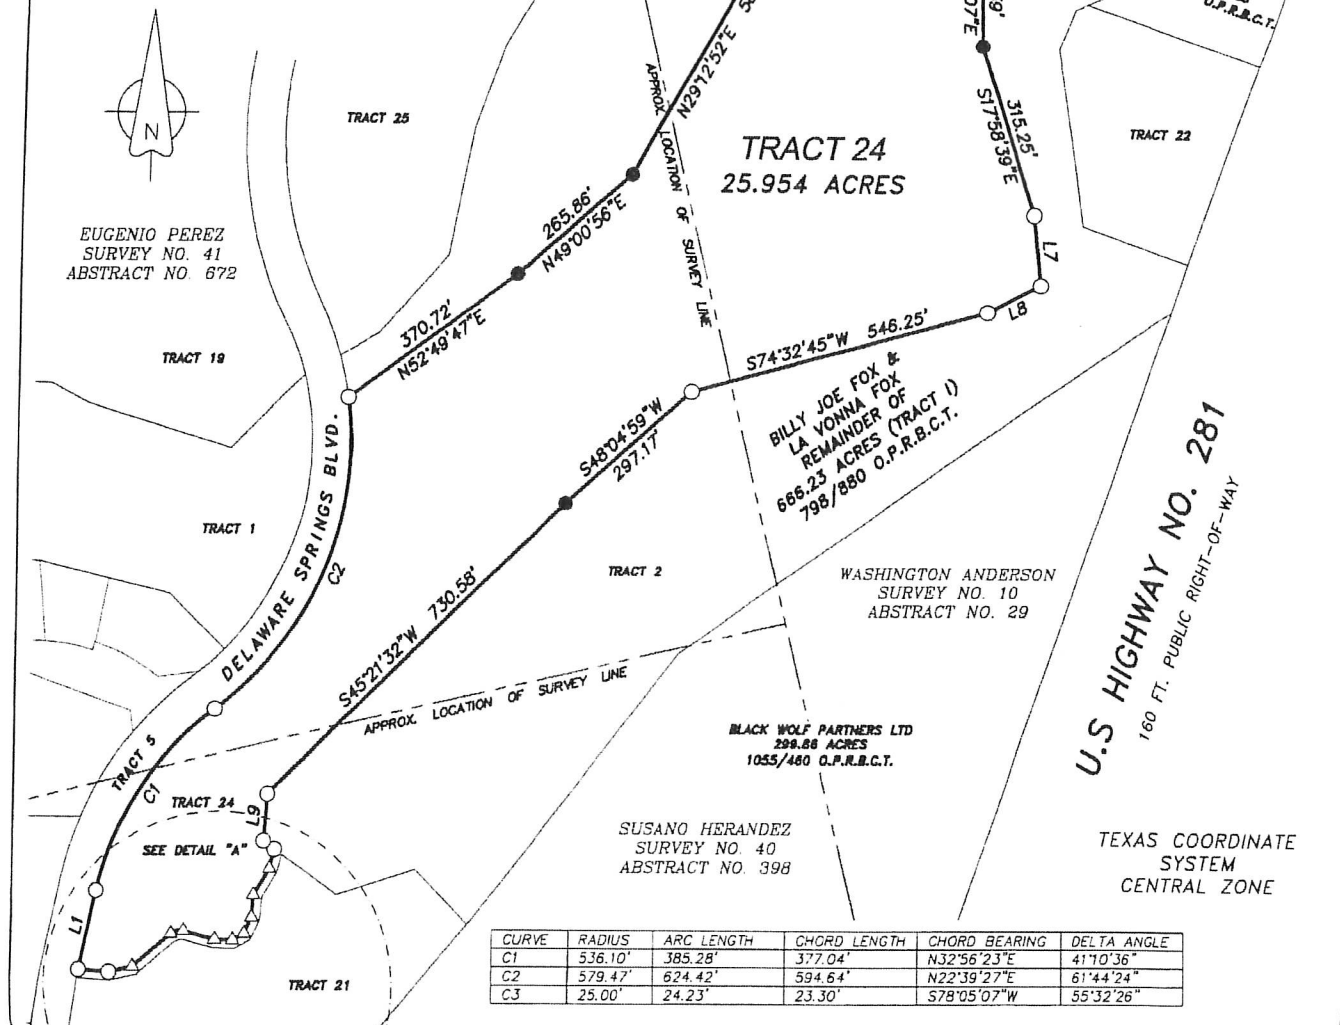 O.P.R.B.C.T.
N
TRACT 25
N29°12'52"E
APPROX. LOCATION OF SURVEY LINE
TRACT 24
25.954 ACRES
315.25'
S17°58'39"E
TRACT 22
EUGENIO PEREZ
SURVEY NO. 41
ABSTRACT NO. 672
265.86'
N49°00'56"E
L7
L8
370.72'
N52°49'47"E
TRACT 19
S74°32'45"W 546.25'
BILLY JOE FOX &
LA VONNA FOX
REMAINDER OF
666.23 ACRES (TRACT I)
798/880 O.P.R.B.C.T.
S48°04'59"W
297.17'
DELAWARE SPRINGS BLVD.
C2
TRACT 1
TRACT 2
U.S HIGHWAY NO. 281
160 FT. PUBLIC RIGHT-OF-WAY
WASHINGTON ANDERSON
SURVEY NO. 10
ABSTRACT NO. 29
S45°21'32"W 730.58'
APPROX. LOCATION OF SURVEY LINE
TRACT 5
C1
BLACK WOLF PARTNERS LTD
299.86 ACRES
1055/460 O.P.R.B.C.T.
TRACT 24
L9
SEE DETAIL "A"
SUSANO HERANDEZ
SURVEY NO. 40
ABSTRACT NO. 398
TEXAS COORDINATE
SYSTEM
CENTRAL ZONE
L1
TRACT 21
CURVE RADIUS ARC LENGTH CHORD LENGTH CHORD BEARING DELTA ANGLE
C1 536.10' 385.28' 377.04' N32°56'23"E 41°10'36"
C2 579.47' 624.42' 594.64' N22°39'27"E 61°44'24"
C3 25.00' 24.23' 23.30' S78°05'07"W 55°32'26"